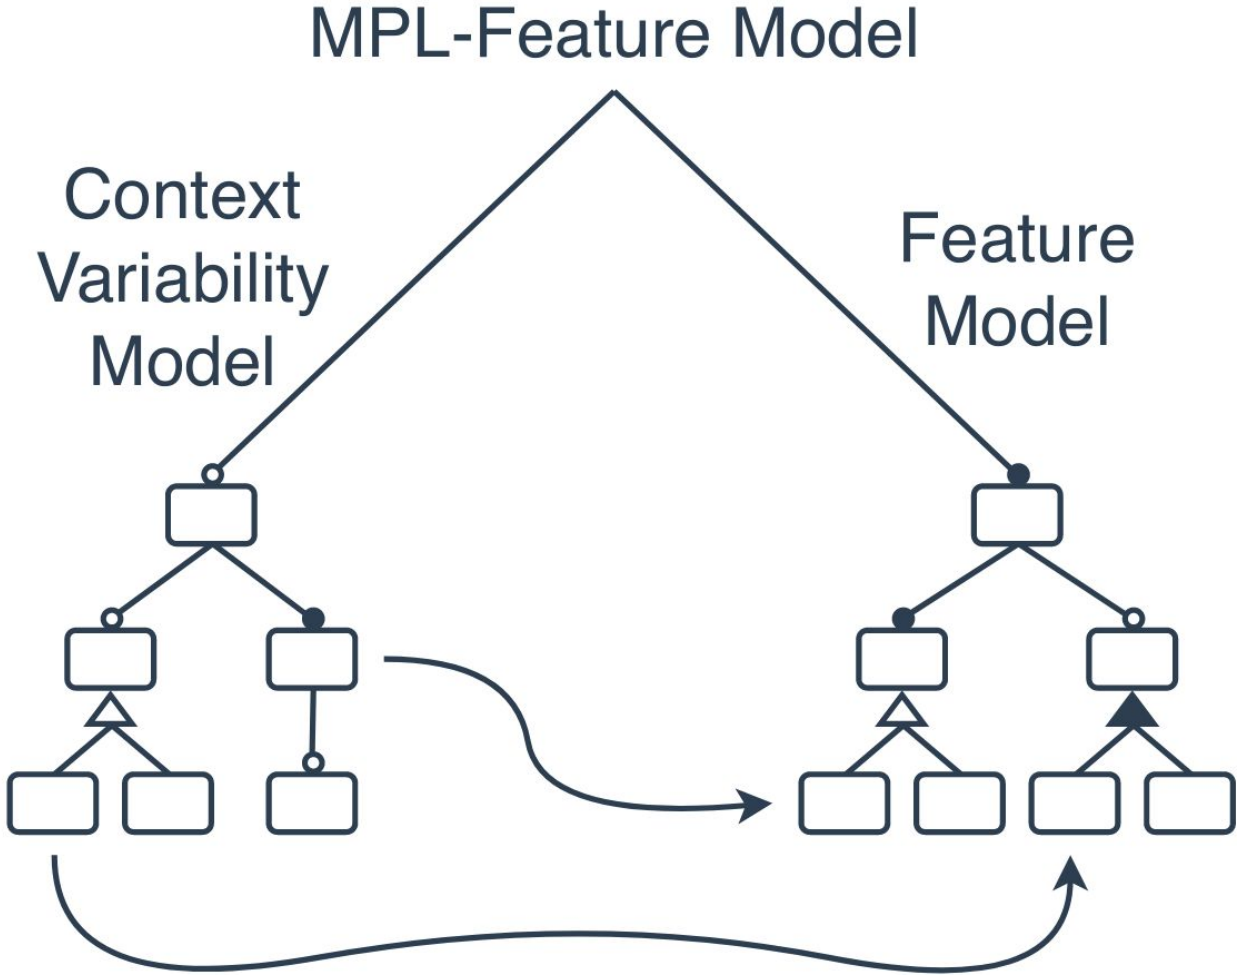 MPL-Feature Model
Context
Variability
Model
Feature
Model